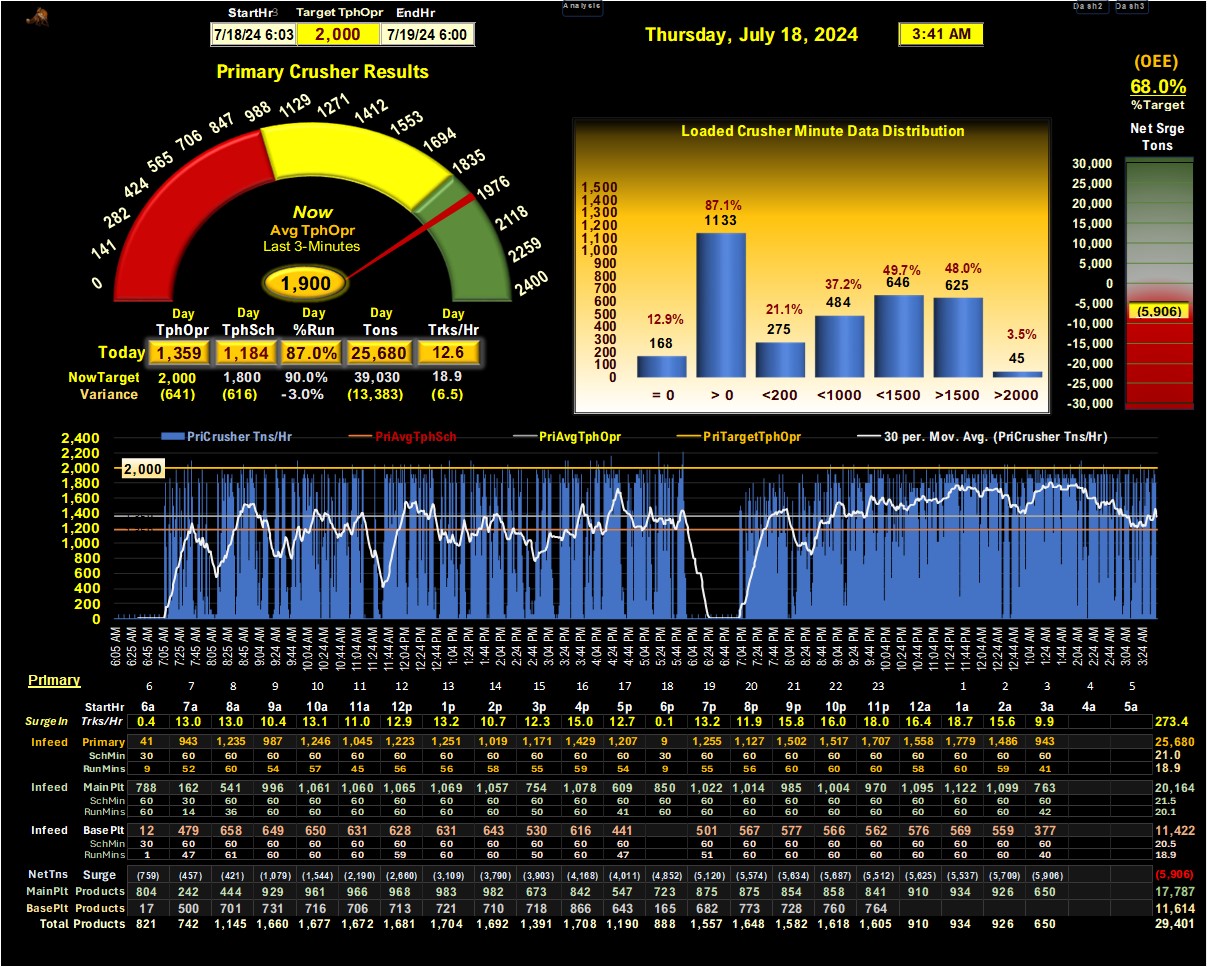 Analysis
Dash2 Dash3
StartHr3 Target TphOpr EndHr
7/18/24 6:03 2,000 7/19/24 6:00
Thursday, July 18, 2024 3:41 AM
Primary Crusher Results
(OEE)
68.0%
%Target
Net Srge
Tons
0 141 282 424 565 706 847 988 1129 1271 1412 1553 1694 1835 1976 2118 2259 2400
Now
Avg TphOpr
Last 3-Minutes
1,900
Day Day Day Day Day
TphOpr TphSch %Run Tons Trks/Hr
Today 1,359 1,184 87.0% 25,680 12.6
NowTarget 2,000 1,800 90.0% 39,030 18.9
Variance (641) (616) -3.0% (13,383) (6.5)
Loaded Crusher Minute Data Distribution
1,500
1,400
1,300
1,200
1,100
1,000
900
800
700
600
500
400
300
200
100
0
12.9% 87.1% 21.1% 37.2% 49.7% 48.0% 3.5%
168 1133 275 484 646 625 45
= 0 > 0 <200 <1000 <1500 >1500 >2000
30,000
25,000
20,000
15,000
10,000
5,000
0
-5,000
(5,906)
-10,000
-15,000
-20,000
-25,000
-30,000
PriCrusher Tns/Hr PriAvgTphSch PriAvgTphOpr PriTargetTphOpr 30 per. Mov. Avg. (PriCrusher Tns/Hr)
2,400
2,200
2,000
1,800
1,600
1,400
1,200
1,000
800
600
400
200
0
2,000
6:05 AM 6:25 AM 6:45 AM 7:05 AM 7:25 AM 7:45 AM 8:05 AM 8:25 AM 8:45 AM 9:04 AM 9:24 AM 9:44 AM 10:04 AM 10:24 AM 10:44 AM 11:04 AM 11:24 AM 11:44 AM 12:04 PM 12:24 PM 12:44 PM 1:04 PM 1:24 PM 1:44 PM 2:04 PM 2:24 PM 2:44 PM 3:04 PM 3:24 PM 3:44 PM 4:04 PM 4:24 PM 4:44 PM 5:04 PM 5:24 PM 5:44 PM 6:04 PM 6:24 PM 6:44 PM 7:04 PM 7:24 PM 7:44 PM 8:04 PM 8:24 PM 8:44 PM 9:04 PM 9:24 PM 9:44 PM 10:04 PM 10:24 PM 10:44 PM 11:04 PM 11:24 PM 11:44 PM 12:04 AM 12:24 AM 12:44 AM 1:04 AM 1:24 AM 1:44 AM 2:04 AM 2:24 AM 2:44 AM 3:04 AM 3:24 AM
Primary
6 7 8 9 10 11 12 13 14 15 16 17 18 19 20 21 22 23 1 2 3 4 5
StartHr 6a 7a 8a 9a 10a 11a 12p 1p 2p 3p 4p 5p 6p 7p 8p 9p 10p 11p 12a 1a 2a 3a 4a 5a
SurgeIn Trks/Hr 0.4 13.0 13.0 10.4 13.1 11.0 12.9 13.2 10.7 12.3 15.0 12.7 0.1 13.2 11.9 15.8 16.0 18.0 16.4 18.7 15.6 9.9 273.4
Infeed Primary 41 943 1,235 987 1,246 1,045 1,223 1,251 1,019 1,171 1,429 1,207 9 1,255 1,127 1,502 1,517 1,707 1,558 1,779 1,486 943 25,680
SchMin 30 60 60 60 60 60 60 60 60 60 60 60 30 60 60 60 60 60 60 60 60 60 21.0
RunMins 9 52 60 54 57 45 56 56 58 55 59 54 9 55 56 60 60 60 58 60 59 41 18.9
Infeed MainPlt 788 162 541 996 1,061 1,060 1,065 1,069 1,057 754 1,078 609 850 1,022 1,014 985 1,004 970 1,095 1,122 1,099 763 20,164
SchMin 60 30 60 60 60 60 60 60 60 60 60 60 60 60 60 60 60 60 60 60 60 60 21.5
RunMins 60 14 36 60 60 60 60 60 60 50 60 41 60 60 60 60 60 60 60 60 60 42 20.1
Infeed BasePlt 12 479 658 649 650 631 628 631 643 530 616 441 501 567 577 566 562 576 569 559 377 11,422
SchMin 30 60 60 60 60 60 60 60 60 60 60 60 60 60 60 60 60 60 60 60 60 20.5
RunMins 1 47 61 60 60 60 59 60 60 50 60 47 51 60 60 60 60 60 60 60 40 18.9
NetTns Surge (759) (457) (421) (1,079) (1,544) (2,190) (2,660) (3,109) (3,790) (3,903) (4,168) (4,011) (4,852) (5,120) (5,574) (5,634) (5,687) (5,512) (5,625) (5,537) (5,709) (5,906) (5,906)
MainPlt Products 804 242 444 929 961 966 968 983 982 673 842 547 723 875 875 854 858 841 910 934 926 650 17,787
BasePlt Products 17 500 701 731 716 706 713 721 710 718 866 643 165 682 773 728 760 764 11,614
Total Products 821 742 1,145 1,660 1,677 1,672 1,681 1,704 1,692 1,391 1,708 1,190 888 1,557 1,648 1,582 1,618 1,605 910 934 926 650 29,401